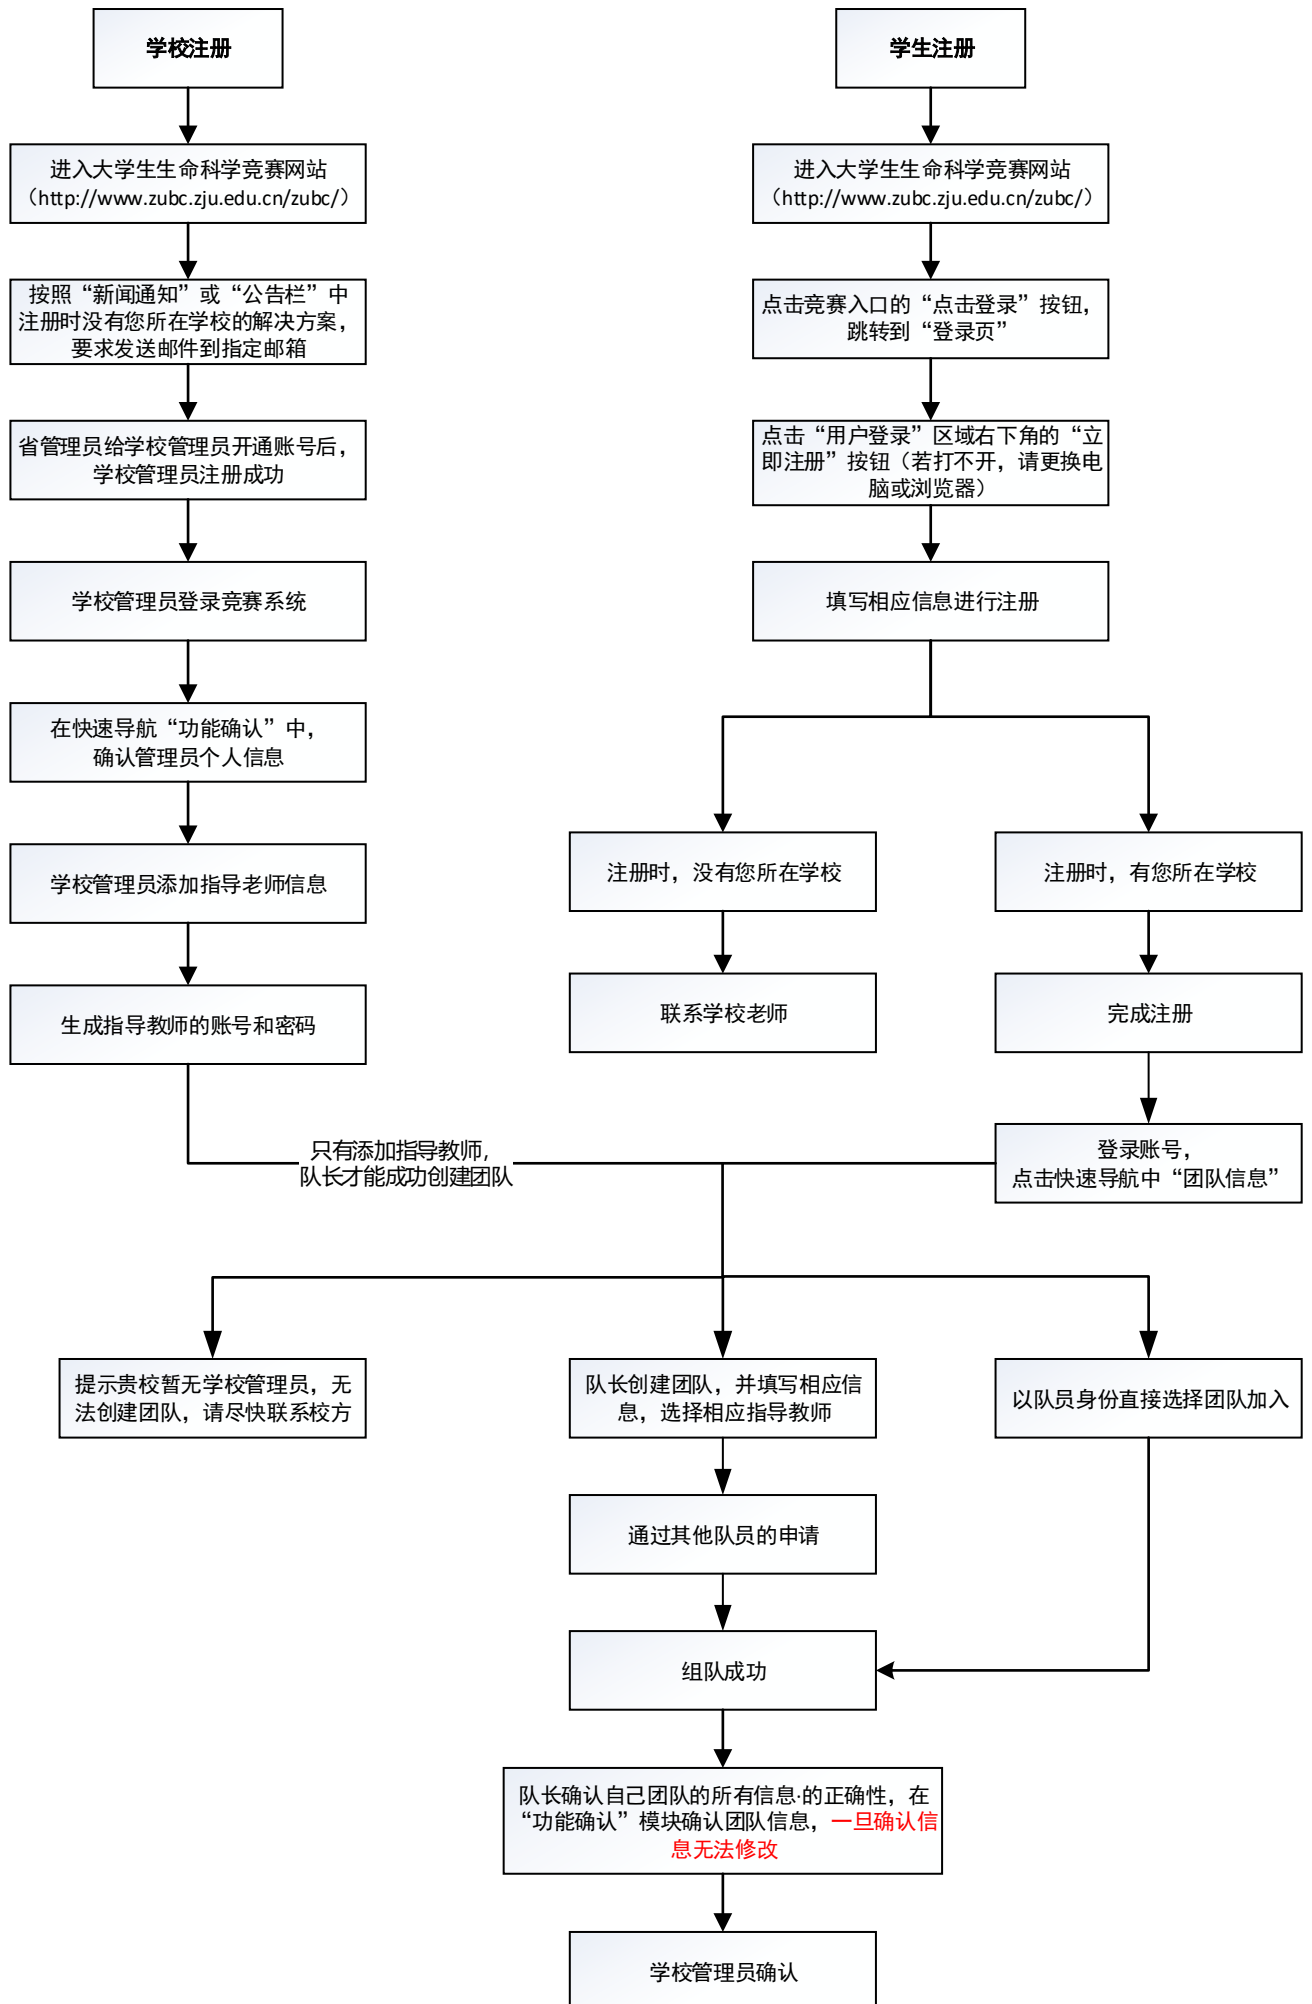 学校注册
进入大学生生命科学竞赛网站
（http://www.zubc.zju.edu.cn/zubc/）
按照“新闻通知”或“公告栏”中
注册时没有您所在学校的解决方案，
要求发送邮件到指定邮箱
省管理员给学校管理员开通账号后，
学校管理员注册成功
学校管理员登录竞赛系统
在快速导航“功能确认”中，
确认管理员个人信息
学校管理员添加指导老师信息
生成指导教师的账号和密码
学生注册
进入大学生生命科学竞赛网站
（http://www.zubc.zju.edu.cn/zubc/）
点击竞赛入口的“点击登录”按钮，
跳转到“登录页”
点击“用户登录”区域右下角的“立
即注册”按钮（若打不开，请更换电
脑或浏览器）
填写相应信息进行注册
注册时，没有您所在学校
联系学校老师
注册时，有您所在学校
完成注册
登录账号，
点击快速导航中“团队信息”
只有添加指导教师，
队长才能成功创建团队
提示贵校暂无学校管理员，无
法创建团队，请尽快联系校方
队长创建团队，并填写相应信
息，选择相应指导教师
以队员身份直接选择团队加入
通过其他队员的申请
组队成功
队长确认自己团队的所有信息·的正确性，在
“功能确认”模块确认团队信息，一旦确认信
息无法修改
学校管理员确认